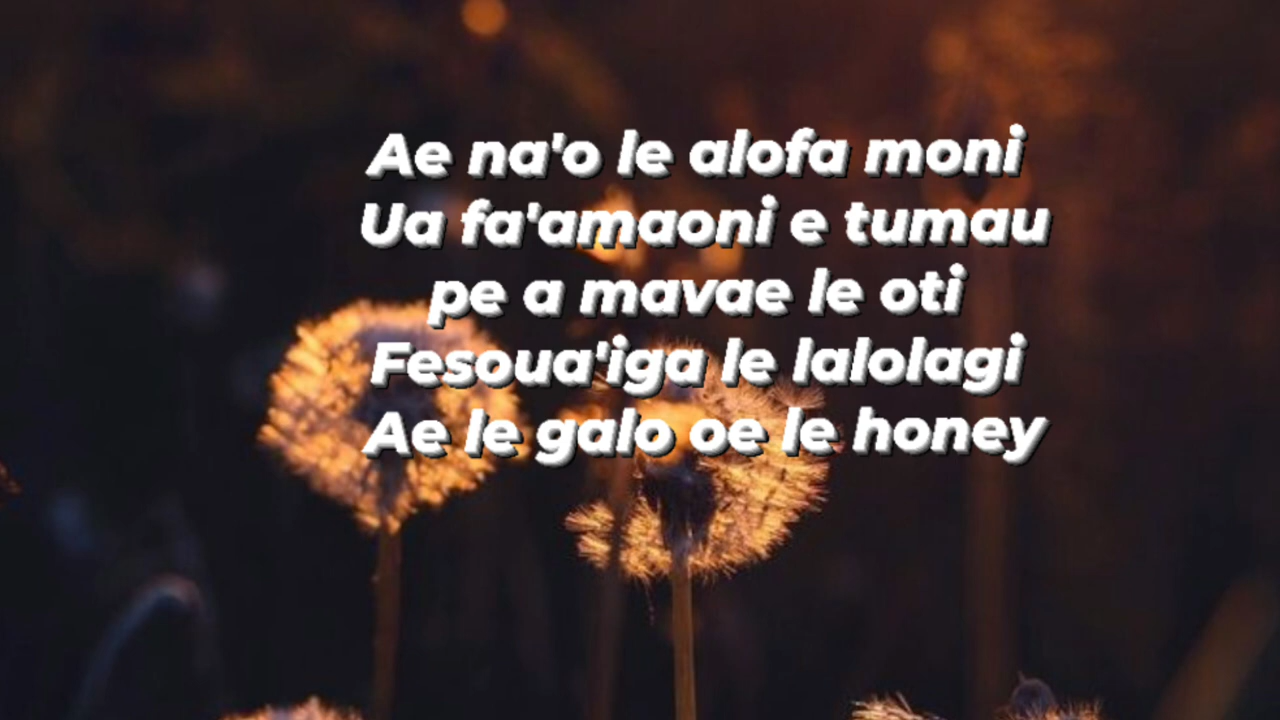 Ae na'o le alofa moni
Ua fa'amaoni e tumau
pe a mavae le oti
Fesoua'iga le lalolagi
Ae le galo oe le honey